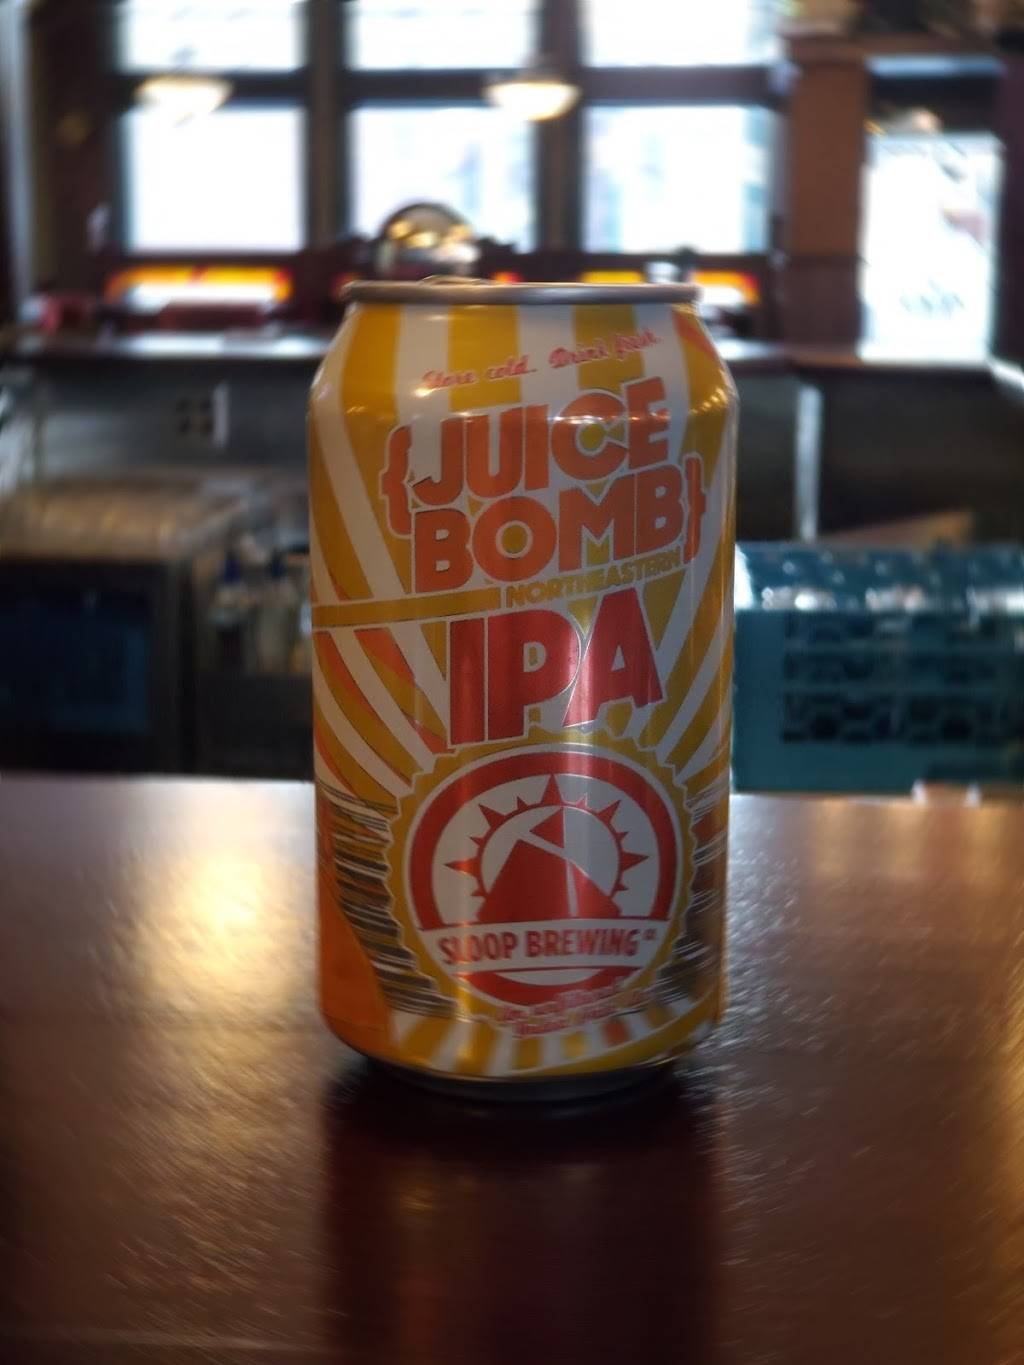 Store cold. Drink fresh.
{JUICE
BOMB}
NORTHEASTERN
IPA
SLOOP BREWING CO